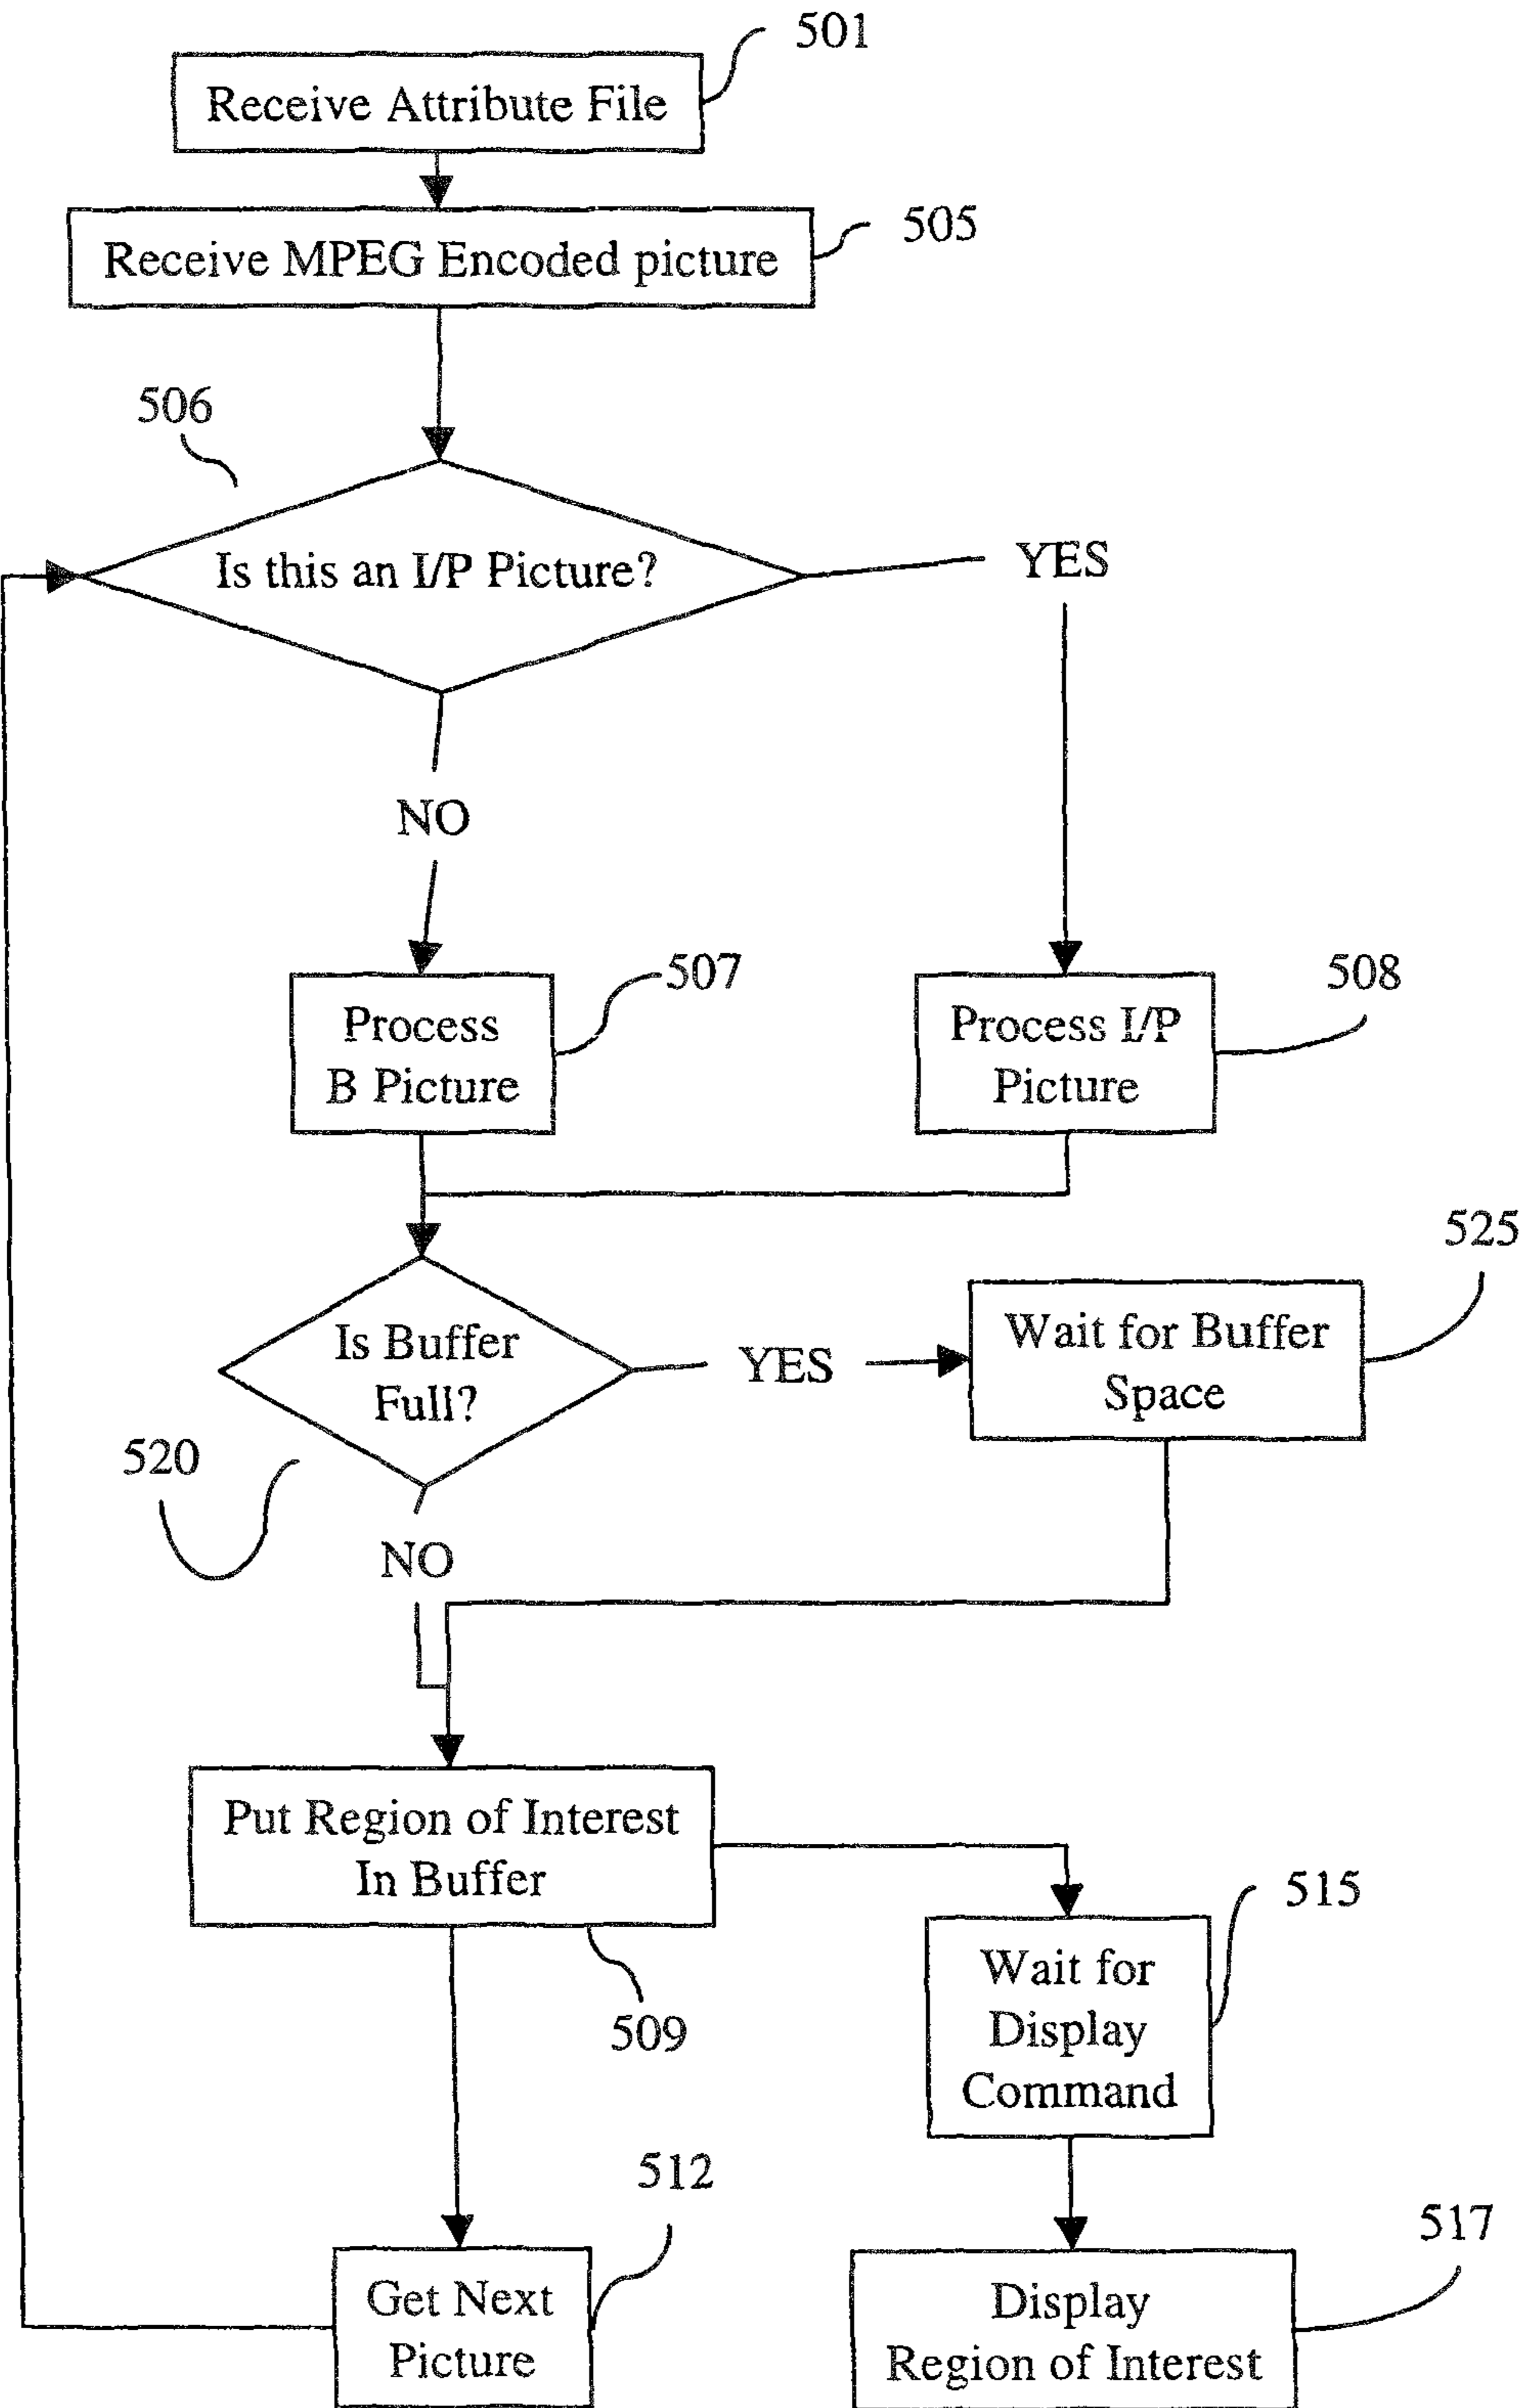 501
Receive Attribute File
505
Receive MPEG Encoded picture
506
Is this an I/P Picture?
YES
NO
507
Process
B Picture
508
Process I/P
Picture
525
Is Buffer
Full?
YES
Wait for Buffer
Space
520
NO
Put Region of Interest
In Buffer
509
515
Wait for
Display
Command
512
Get Next
Picture
517
Display
Region of Interest